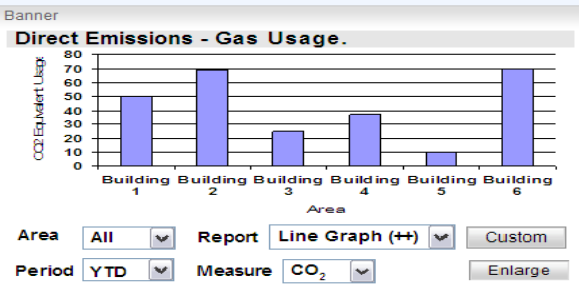 Banner
Direct Emissions - Gas Usage.
CO2 Equivalent Usage
80
70
60
50
40
30
20
10
0
Building 1
Building 2
Building 3
Building 4
Building 5
Building 6
Area
Area All Report Line Graph (++) Custom
Period YTD Measure CO₂ Enlarge